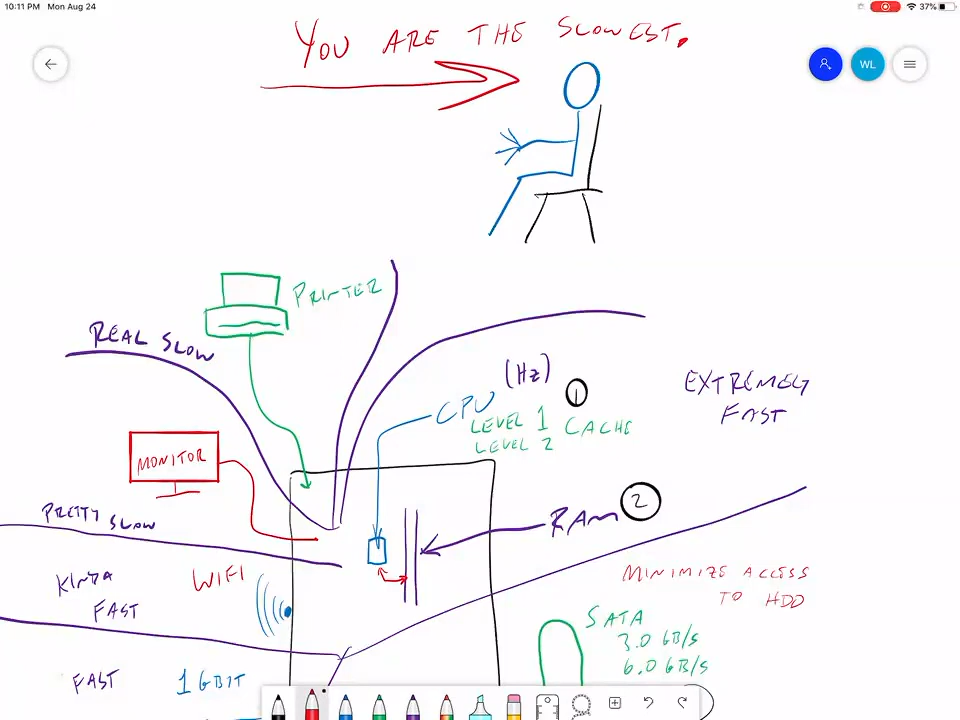 10:11 PM Mon Aug 24
37%
YOU ARE THE SLOWEST.
WL
PRINTER
REAL SLOW
(Hz)
1
EXTREMELY
FAST
CPU
LEVEL 1 CACHE
LEVEL 2
MONITOR
2
RAM
PRETTY SLOW
KINDA
FAST
WIFI
MINIMIZE ACCESS
TO HDD
SATA
3.0 GB/S
6.0 GB/S
FAST
1 GBIT